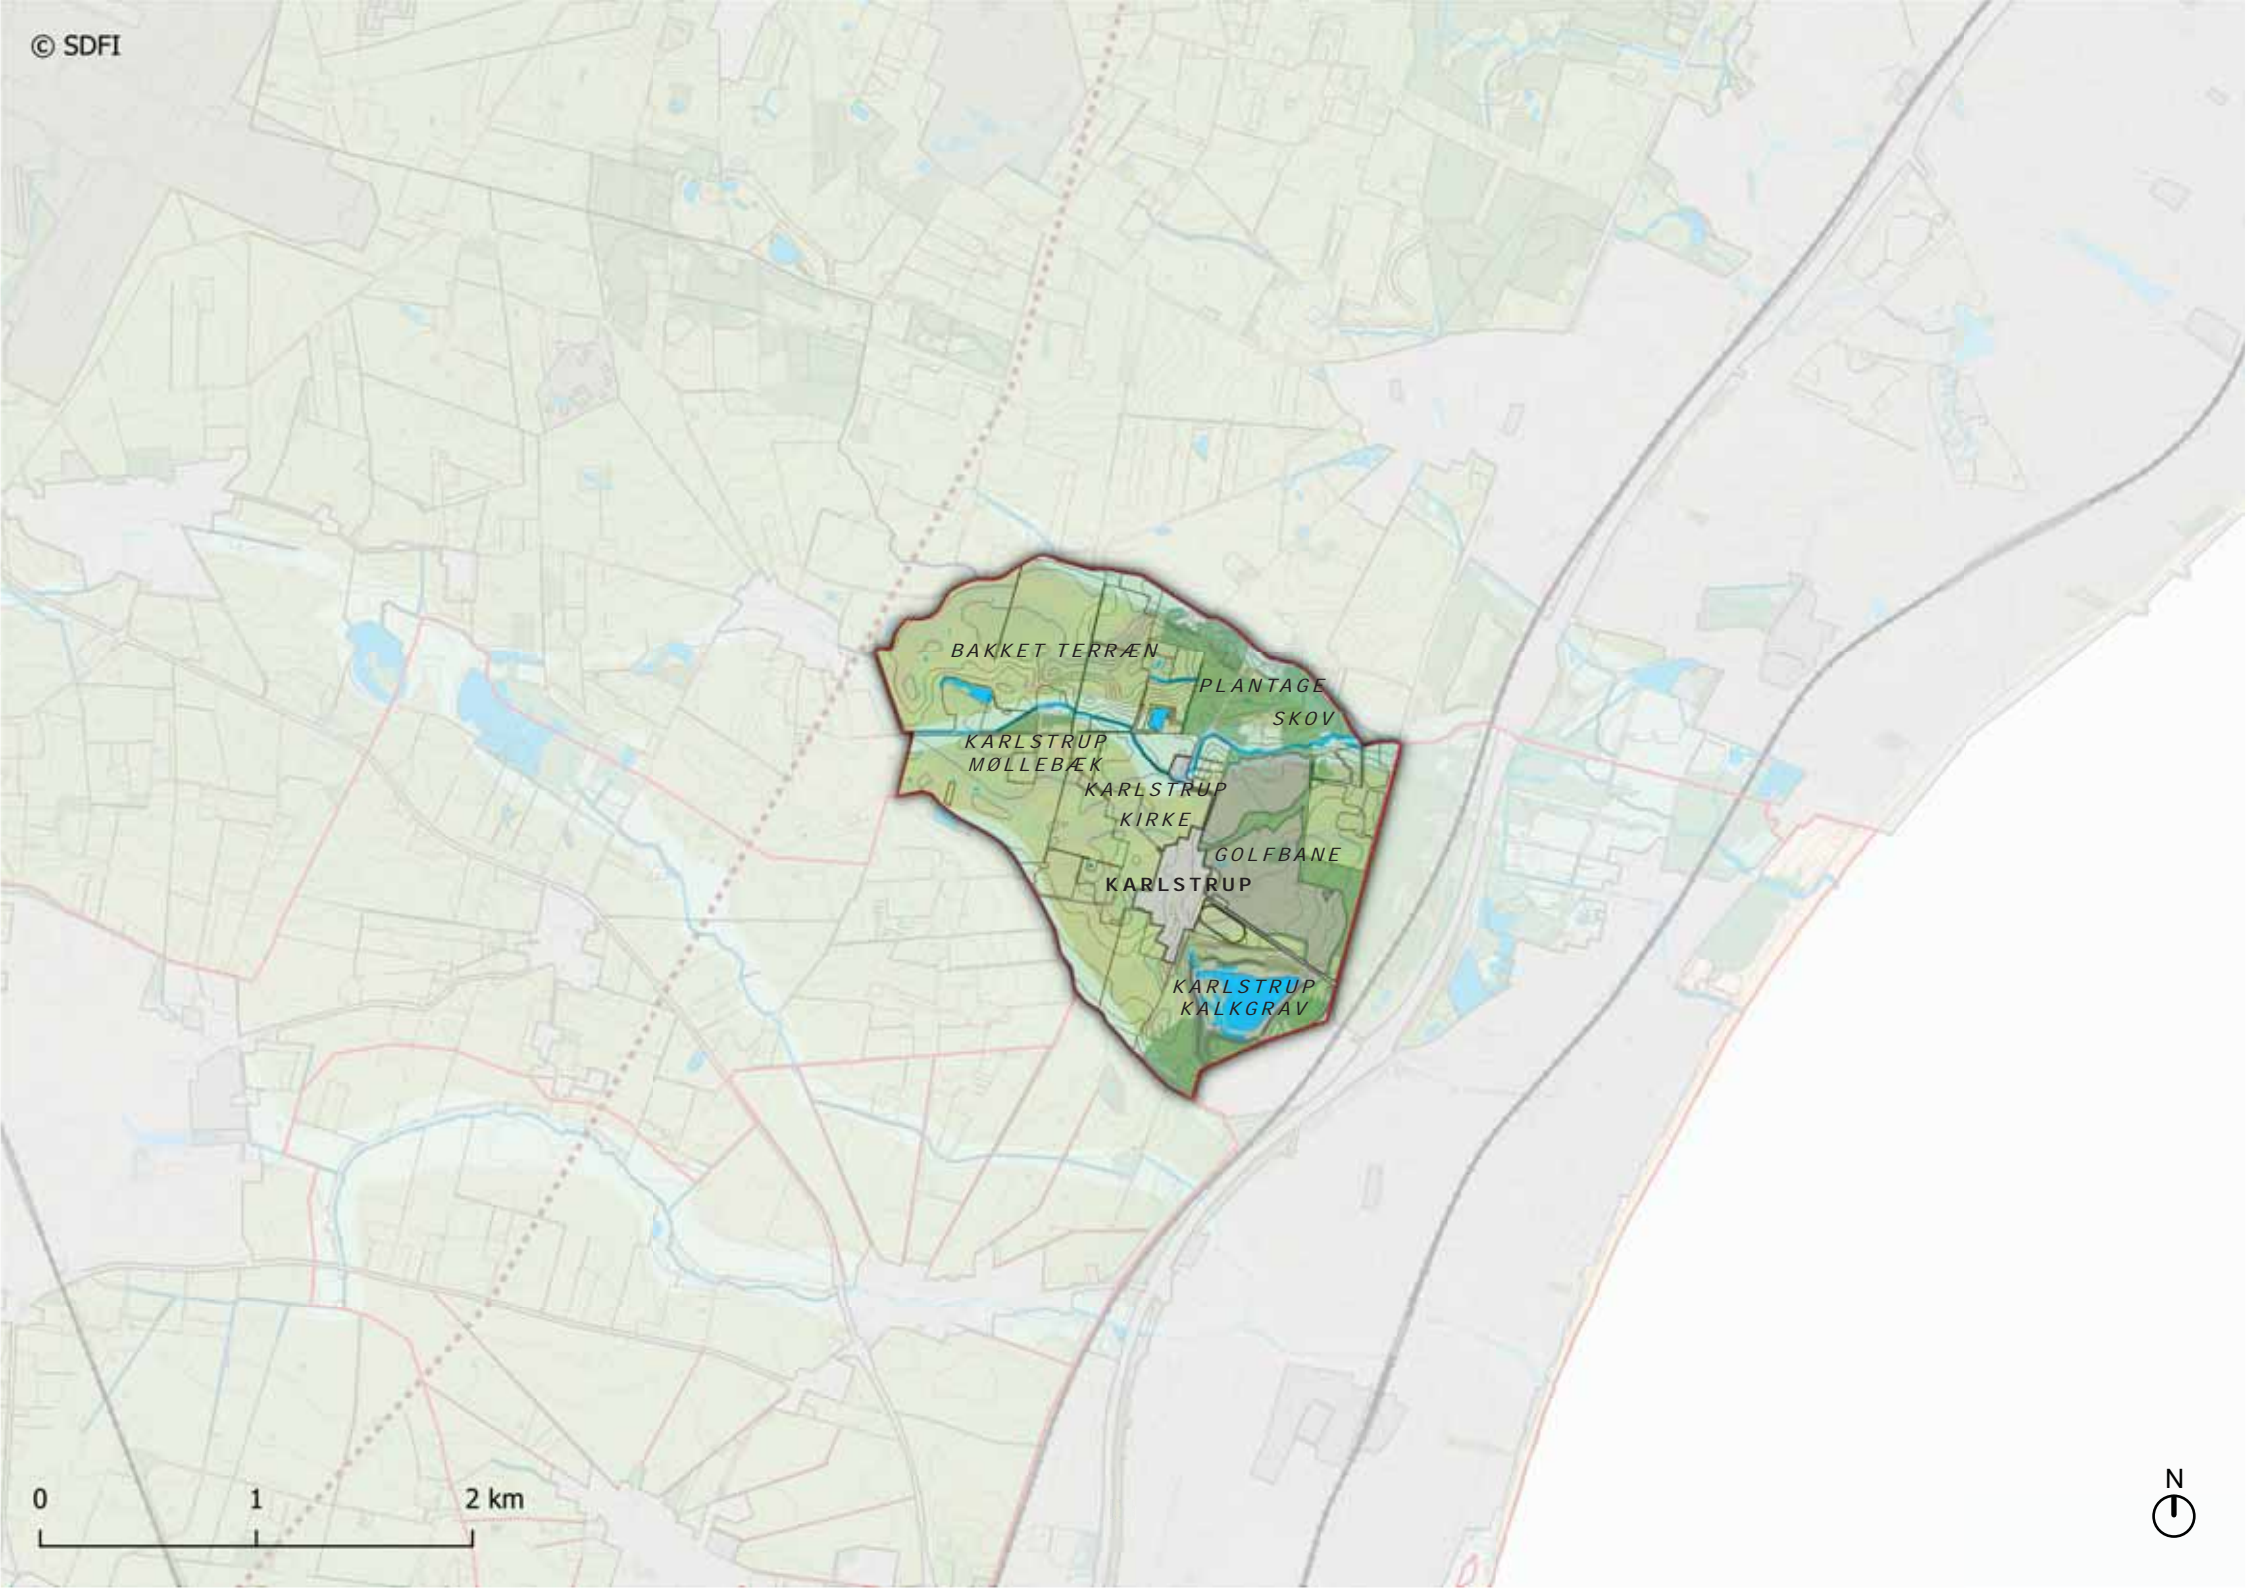 © SDFI
BAKKET TERRÆN
PLANTAGE
SKOV
KARLSTRUP
MØLLEBÆK
KARLSTRUP
KIRKE
GOLFBANE
KARLSTRUP
KARLSTRUP
KALKGRAV
0 1 2 km
N